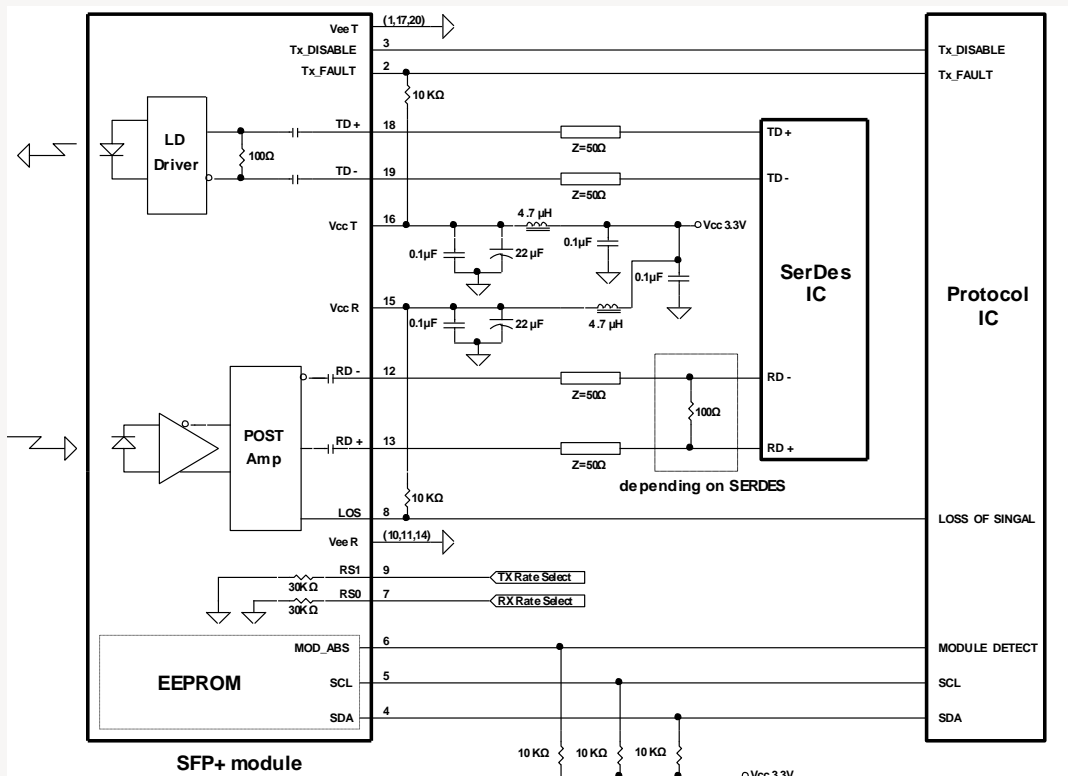 Vee T
(1,17,20)
Tx_DISABLE
3
Tx_DISABLE
Tx_FAULT
2
Tx_FAULT
10 KΩ
LD
Driver
100Ω
TD +
18
Z=50Ω
TD +
TD -
19
Z=50Ω
TD -
Vcc T
16
4.7 µH
Vcc 3.3V
0.1µF
22 µF
0.1µF
0.1µF
SerDes
IC
Protocol
IC
Vcc R
15
0.1µF
22 µF
4.7 µH
RD -
12
Z=50Ω
RD -
100Ω
POST
Amp
RD +
13
Z=50Ω
RD +
depending on SERDES
10 KΩ
LOS
8
LOSS OF SINGAL
Vee R
(10,11,14)
RS1
9
TX Rate Select
30KΩ
RS0
7
RX Rate Select
30KΩ
MOD_ABS
6
MODULE DETECT
EEPROM
SCL
5
SCL
SDA
4
SDA
10 KΩ
10 KΩ
10 KΩ
SFP+ module
Vcc 3.3V